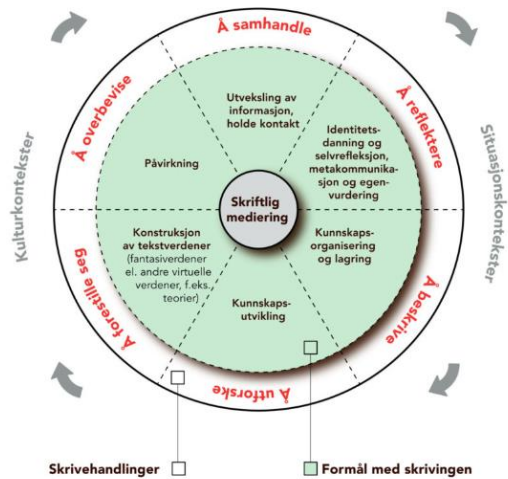 Å samhandle
Å reflektere
Å beskrive
Å utforske
Å forestille seg
Å overbevise
Kulturkontekster
Situasjonskontekster
Utveksling av
informasjon,
holde kontakt
Identitets-
danning og
selvrefleksjon,
metakommunika-
sjon og egen-
vurdering
Kunnskaps-
organisering
og lagring
Kunnskaps-
utvikling
Konstruksjon
av tekstverdener
(fantasiverdener
el. andre virtuelle
verdener, f.eks.
teorier)
Påvirkning
Skriftlig
mediering
Skrivehandlinger
Formål med skrivingen